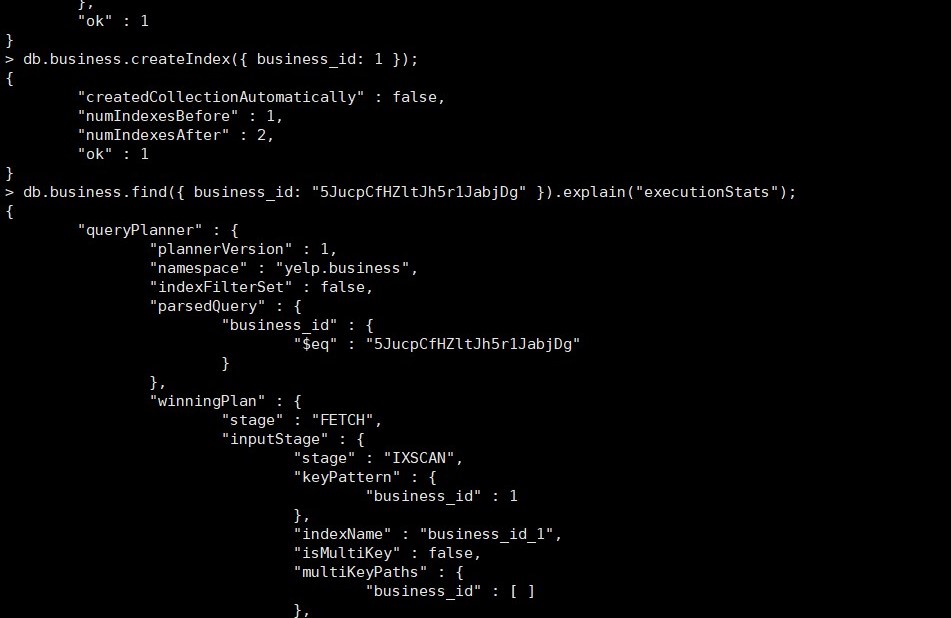 },
"ok" : 1
}
> db.business.createIndex({ business_id: 1 });
{
"createdCollectionAutomatically" : false,
"numIndexesBefore" : 1,
"numIndexesAfter" : 2,
"ok" : 1
}
> db.business.find({ business_id: "5JucpCfHZltJh5r1JabjDg" }).explain("executionStats");
{
"queryPlanner" : {
"plannerVersion" : 1,
"namespace" : "yelp.business",
"indexFilterSet" : false,
"parsedQuery" : {
"business_id" : {
"$eq" : "5JucpCfHZltJh5r1JabjDg"
}
},
"winningPlan" : {
"stage" : "FETCH",
"inputStage" : {
"stage" : "IXSCAN",
"keyPattern" : {
"business_id" : 1
},
"indexName" : "business_id_1",
"isMultiKey" : false,
"multiKeyPaths" : {
"business_id" : [ ]
},